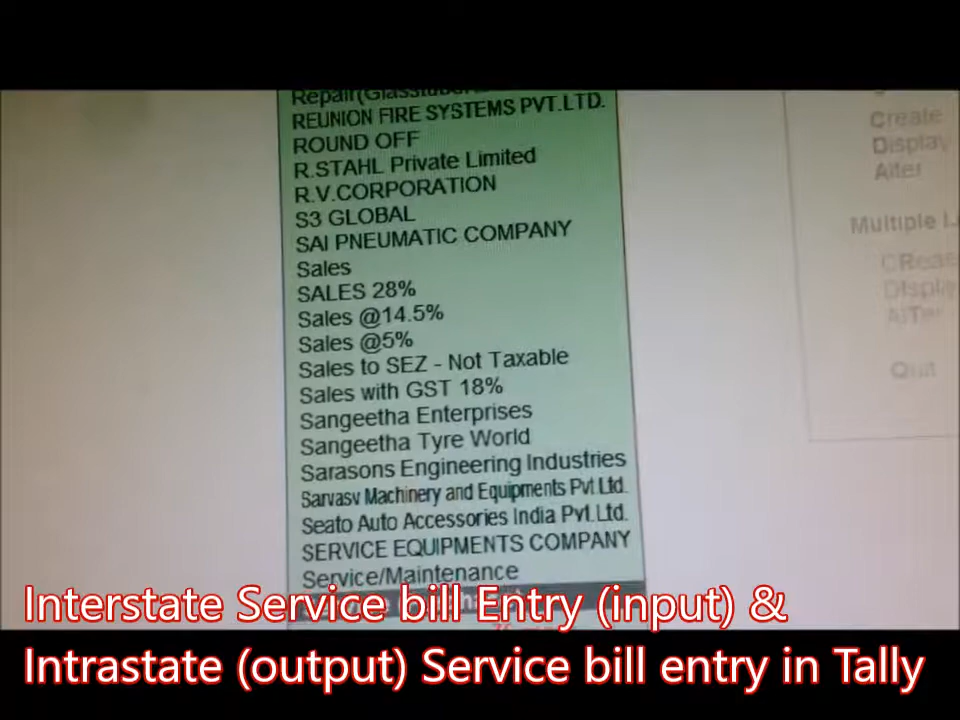 REUNION FIRE SYSTEMS PVT.LTD.
ROUND OFF
R.STAHL Private Limited
R.V.CORPORATION
S3 GLOBAL
SAI PNEUMATIC COMPANY
Sales
SALES 28%
Sales @14.5%
Sales @5%
Sales to SEZ - Not Taxable
Sales with GST 18%
Sangeetha Enterprises
Sangeetha Tyre World
Sarasons Engineering Industries
Sarvasv Machinery and Equipments Pvt.Ltd.
Seato Auto Accessories India Pvt.Ltd.
SERVICE EQUIPMENTS COMPANY
Service/Maintenance
Create
Display
Alter
Multiple
Quit
Interstate Service bill Entry (input) &
Intrastate (output) Service bill entry in Tally